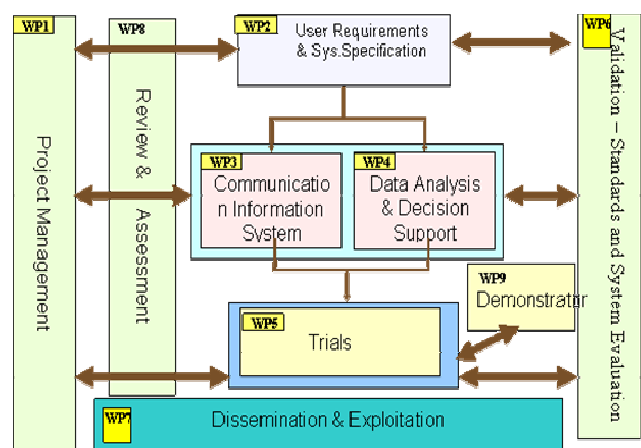 WP1
Project Management
WP8
Review & Assessment
WP2
User Requirements
& Sys.Specification
WP3
Communicatio
n Information
System
WP4
Data Analysis
& Decision
Support
WP5
Trials
WP9
Demonstrator
WP6
Validation – Standards and System Evaluation
WP7
Dissemination & Exploitation